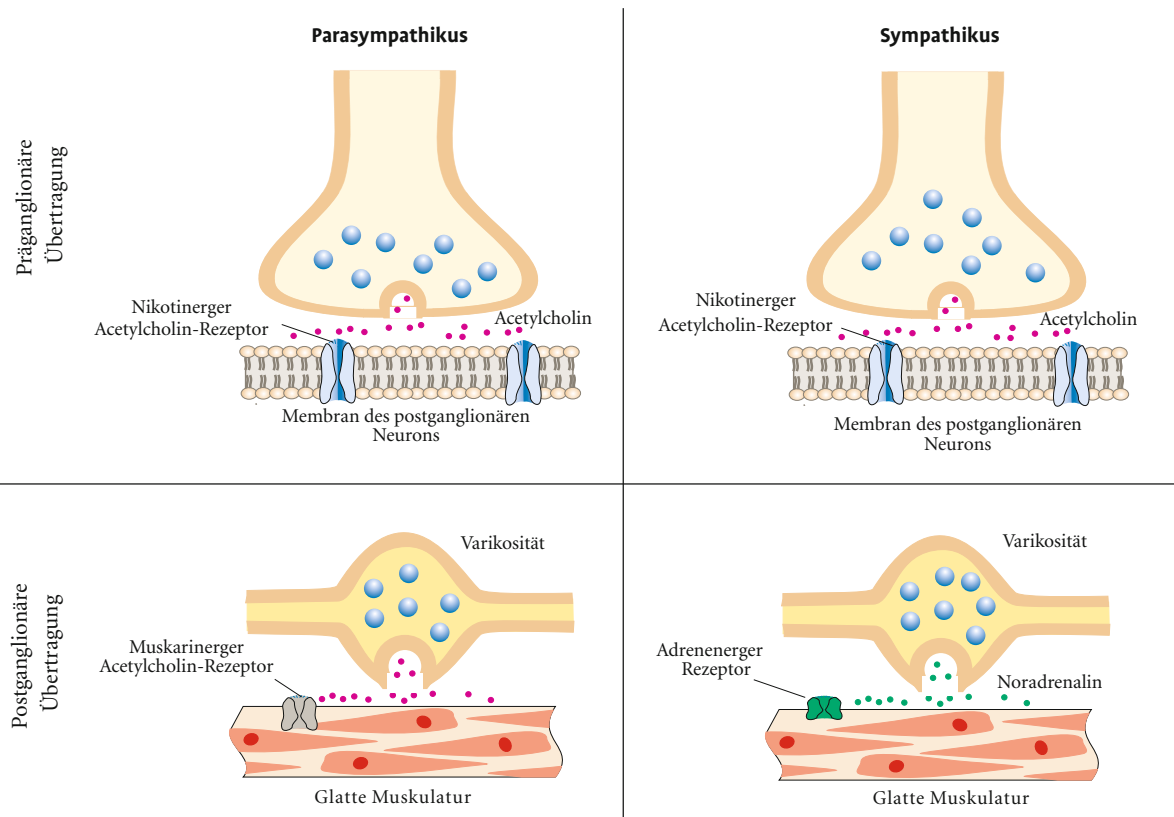 Parasympathikus
Sympathikus
Präganglionäre
Übertragung
Nikotinerger
Acetylcholin-Rezeptor
Acetylcholin
Membran des postganglionären
Neurons
Nikotinerger
Acetylcholin-Rezeptor
Acetylcholin
Membran des postganglionären
Neurons
Postganglionäre
Übertragung
Varikosität
Muskarinerger
Acetylcholin-Rezeptor
Glatte Muskulatur
Varikosität
Adrenenerger
Rezeptor
Noradrenalin
Glatte Muskulatur